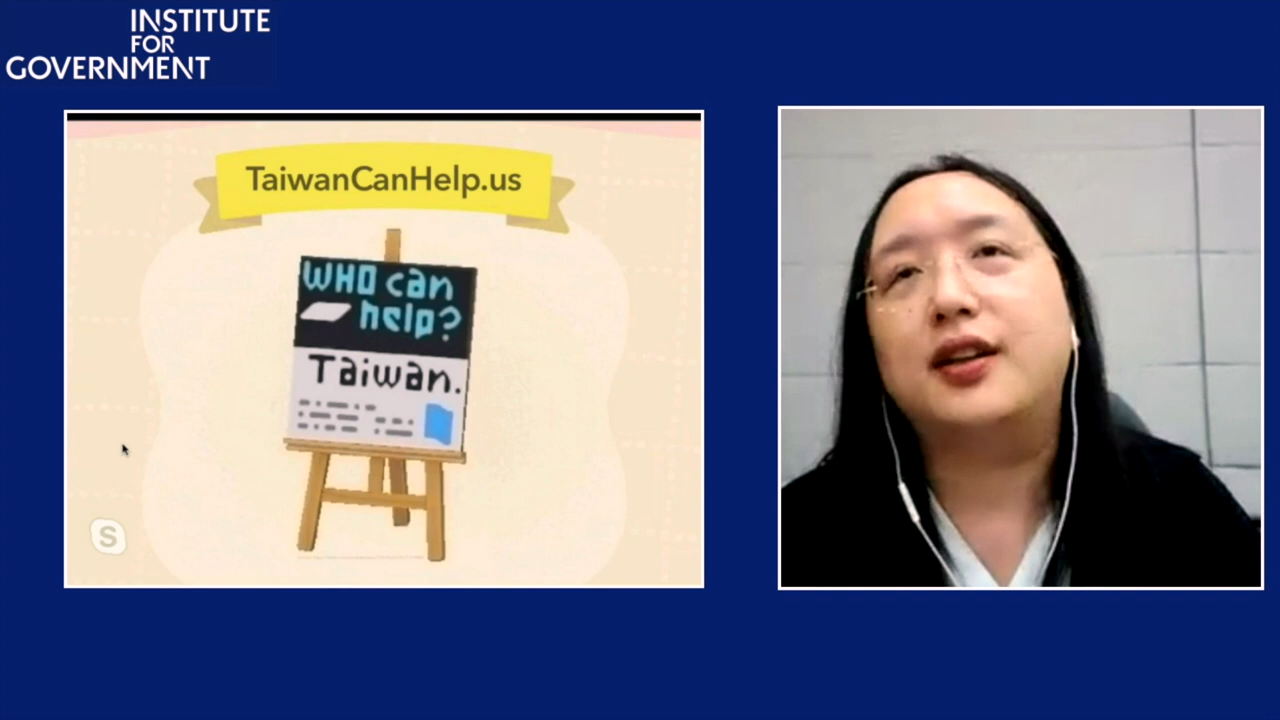 INSTITUTE
FOR
GOVERNMENT
TaiwanCanHelp.us
WHO can
help?
Taiwan.
S